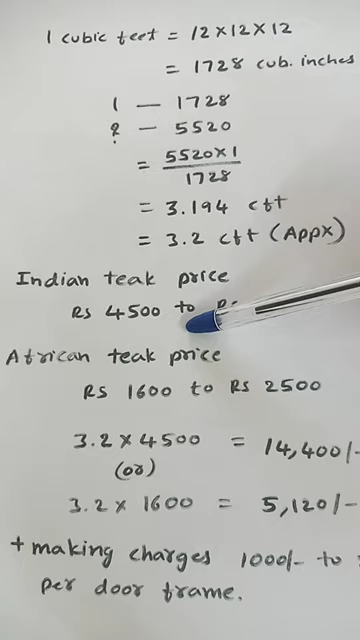 1 cubic feet = 12×12×12
= 1728 cub. inches
1 — 1728
? — 5520
= 5520×1
1728
= 3.194 cft
= 3.2 cft (Appx)
Indian teak price
Rs 4500 to
African teak price
Rs 1600 to Rs 2500
3.2 × 4500 = 14,400/-
(or)
3.2 × 1600 = 5,120/-
+ making charges 1000/- to
per door frame.